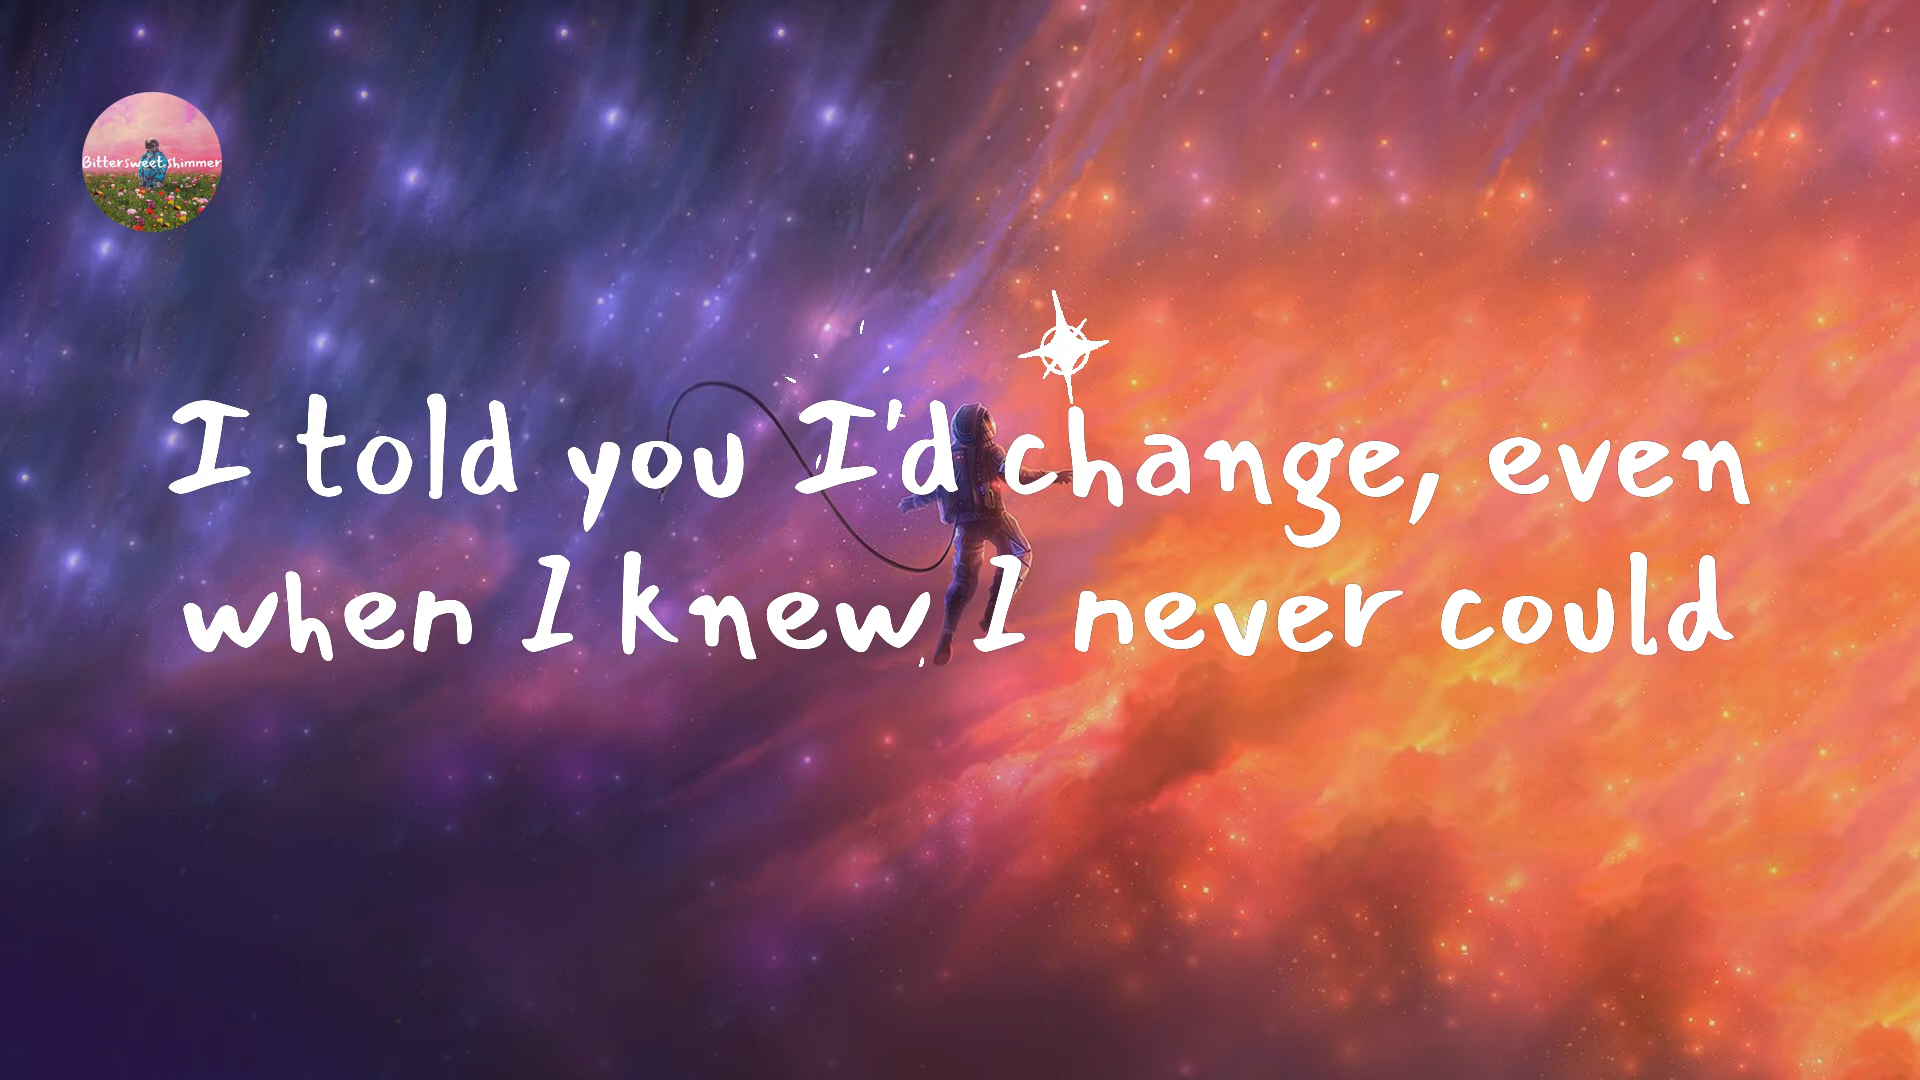 Bittersweet shimmer
I told you I'd change, even
when I knew I never could